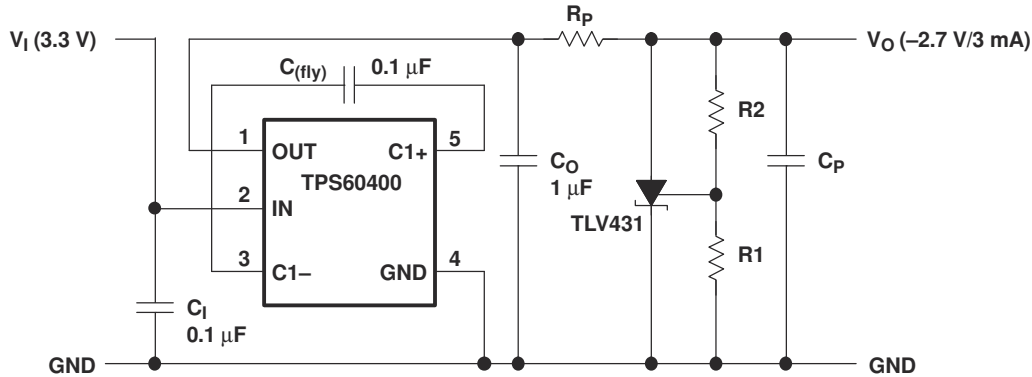 V_I (3.3 V)
R_P
V_O (–2.7 V/3 mA)
C_(fly)
0.1 μF
R2
1
OUT
C1+
5
TPS60400
C_O
1 μF
C_P
2
IN
TLV431
R1
3
C1–
GND
4
C_I
0.1 μF
GND
GND